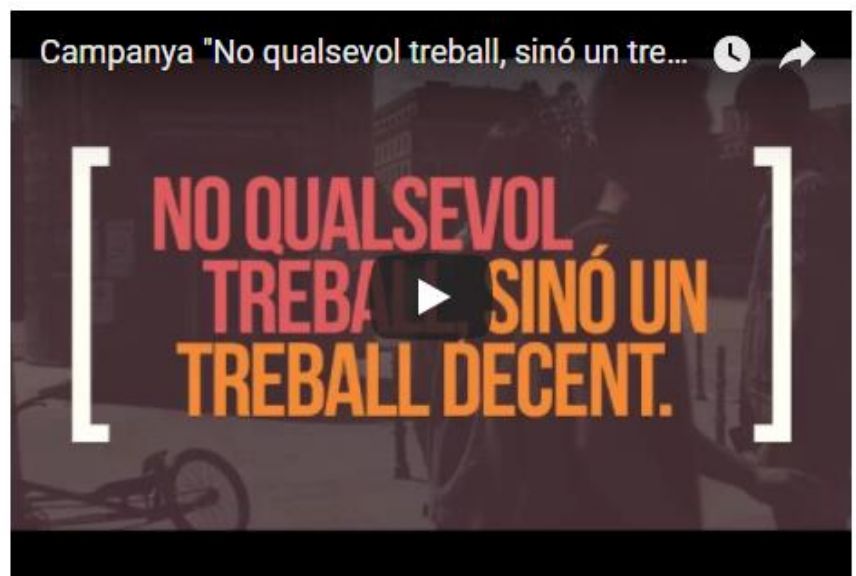 Campanya "No qualsevol treball, sinó un tre...
NO QUALSEVOL
TREBALL, SINÓ UN
TREBALL DECENT.